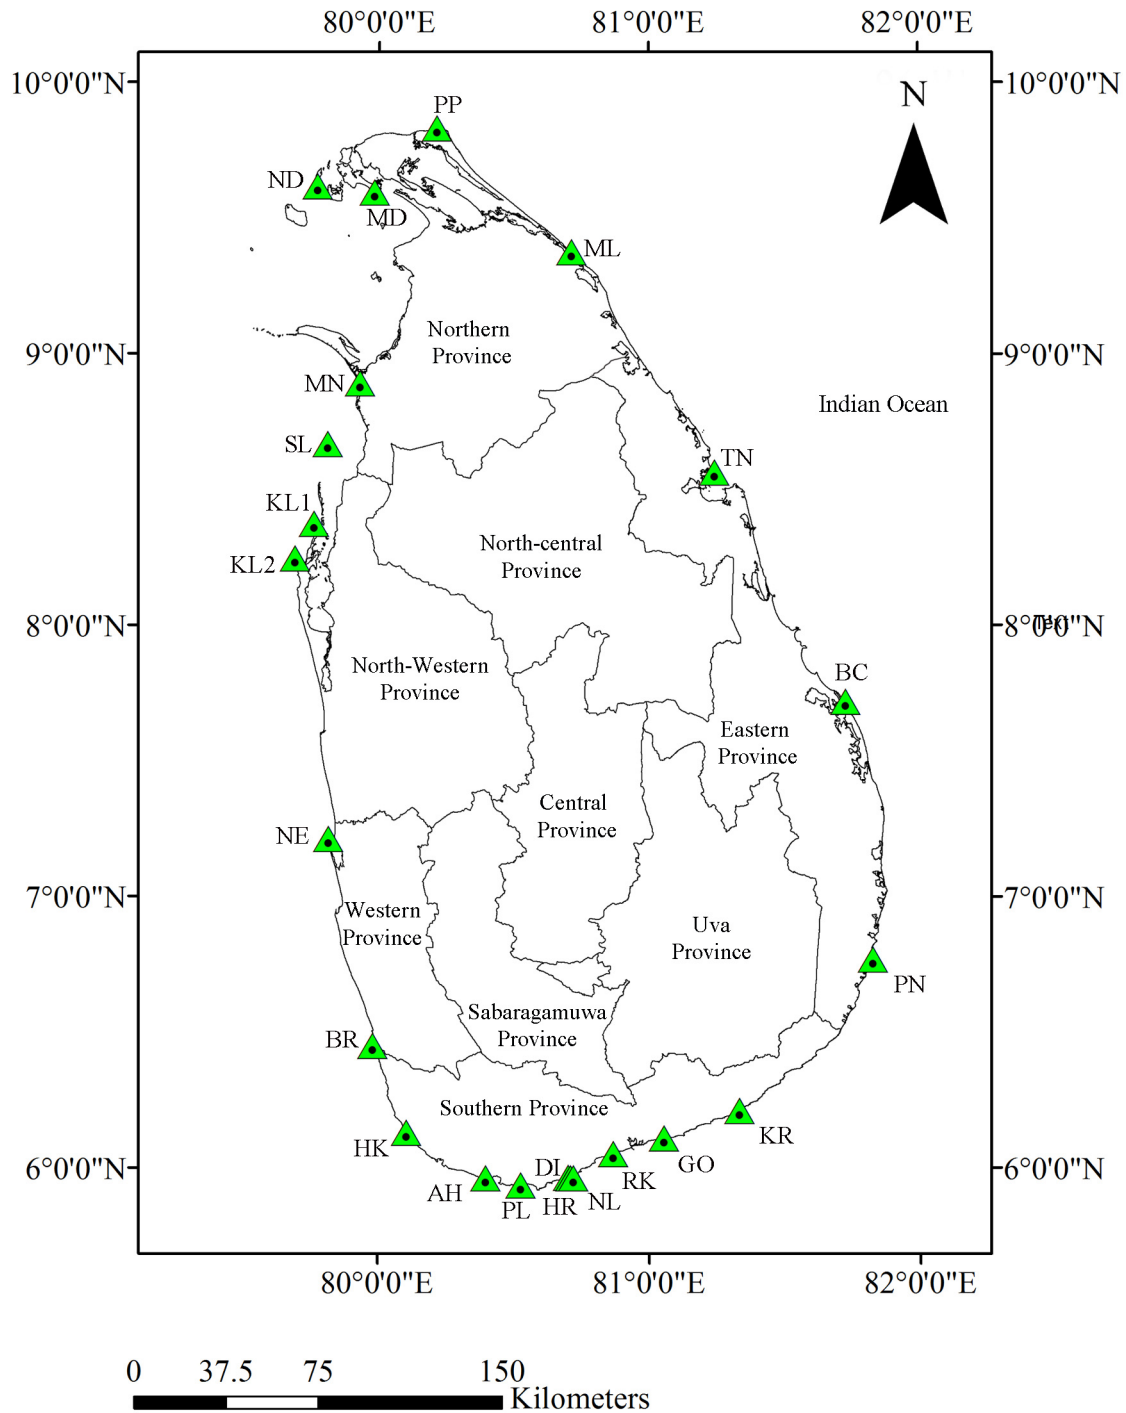 80°0'0"E 81°0'0"E 82°0'0"E
10°0'0"N 10°0'0"N
N
PP
ND
MD
ML
Northern
Province
9°0'0"N 9°0'0"N
MN
Indian Ocean
SL
TN
KL1
North-central
Province
KL2
8°0'0"N 8°0'0"N
Text
North-Western
Province
BC
Eastern
Province
Central
Province
NE
7°0'0"N 7°0'0"N
Western
Province
Uva
Province
PN
Sabaragamuwa
Province
BR
Southern Province
KR
HK
GO
6°0'0"N 6°0'0"N
DI
RK
AH
HR
NL
PL
80°0'0"E 81°0'0"E 82°0'0"E
0 37.5 75 150
Kilometers